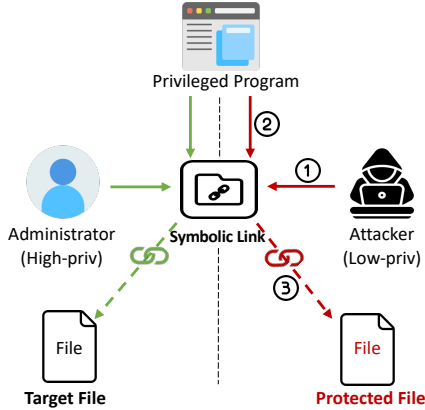 Privileged Program
②
①
Administrator
(High-priv)
Symbolic Link
Attacker
(Low-priv)
③
File
File
Target File
Protected File